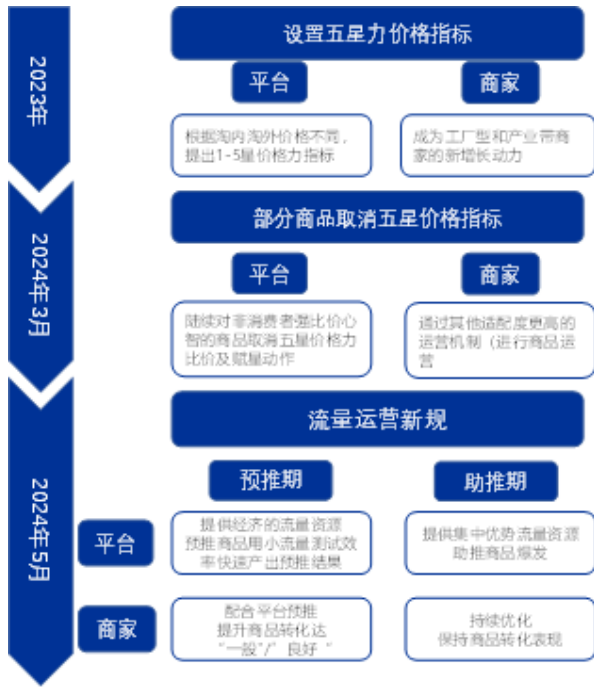 2023年
设置五星力价格指标
平台
商家
根据淘内淘外价格不同，
提出1-5星价格力指标
成为工厂型和产业带商
家的新增长动力
2024年3月
部分商品取消五星价格指标
平台
商家
陆续对非消费者强比价心
智的商品取消五星价格力
比价及赋星动作
通过其他适配度更高的
运营机制（进行商品运
营
2024年5月
流量运营新规
预推期
助推期
平台
提供经济的流量资源
预推商品用小流量测试效
率快速产出预推结果
提供集中优势流量资源
助推商品爆发
商家
配合平台预推
提升商品转化达
“一般”/”良好“
持续优化
保持商品转化表现